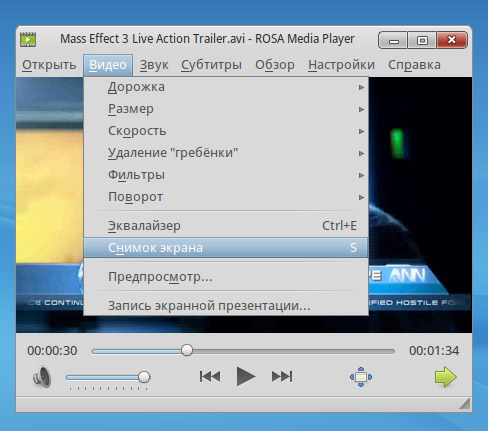 Mass Effect 3 Live Action Trailer.avi - ROSA Media Player
Открыть Видео Звук Субтитры Обзор Настройки Справка
Дорожка
Размер
Скорость
Удаление "гребёнки"
Фильтры
Поворот
Эквалайзер Ctrl+E
Снимок экрана S
Предпросмотр...
Запись экранной презентации...
PE ANN
CE CONTINU
IFIED HOSTILE FO
00:00:30 00:01:34